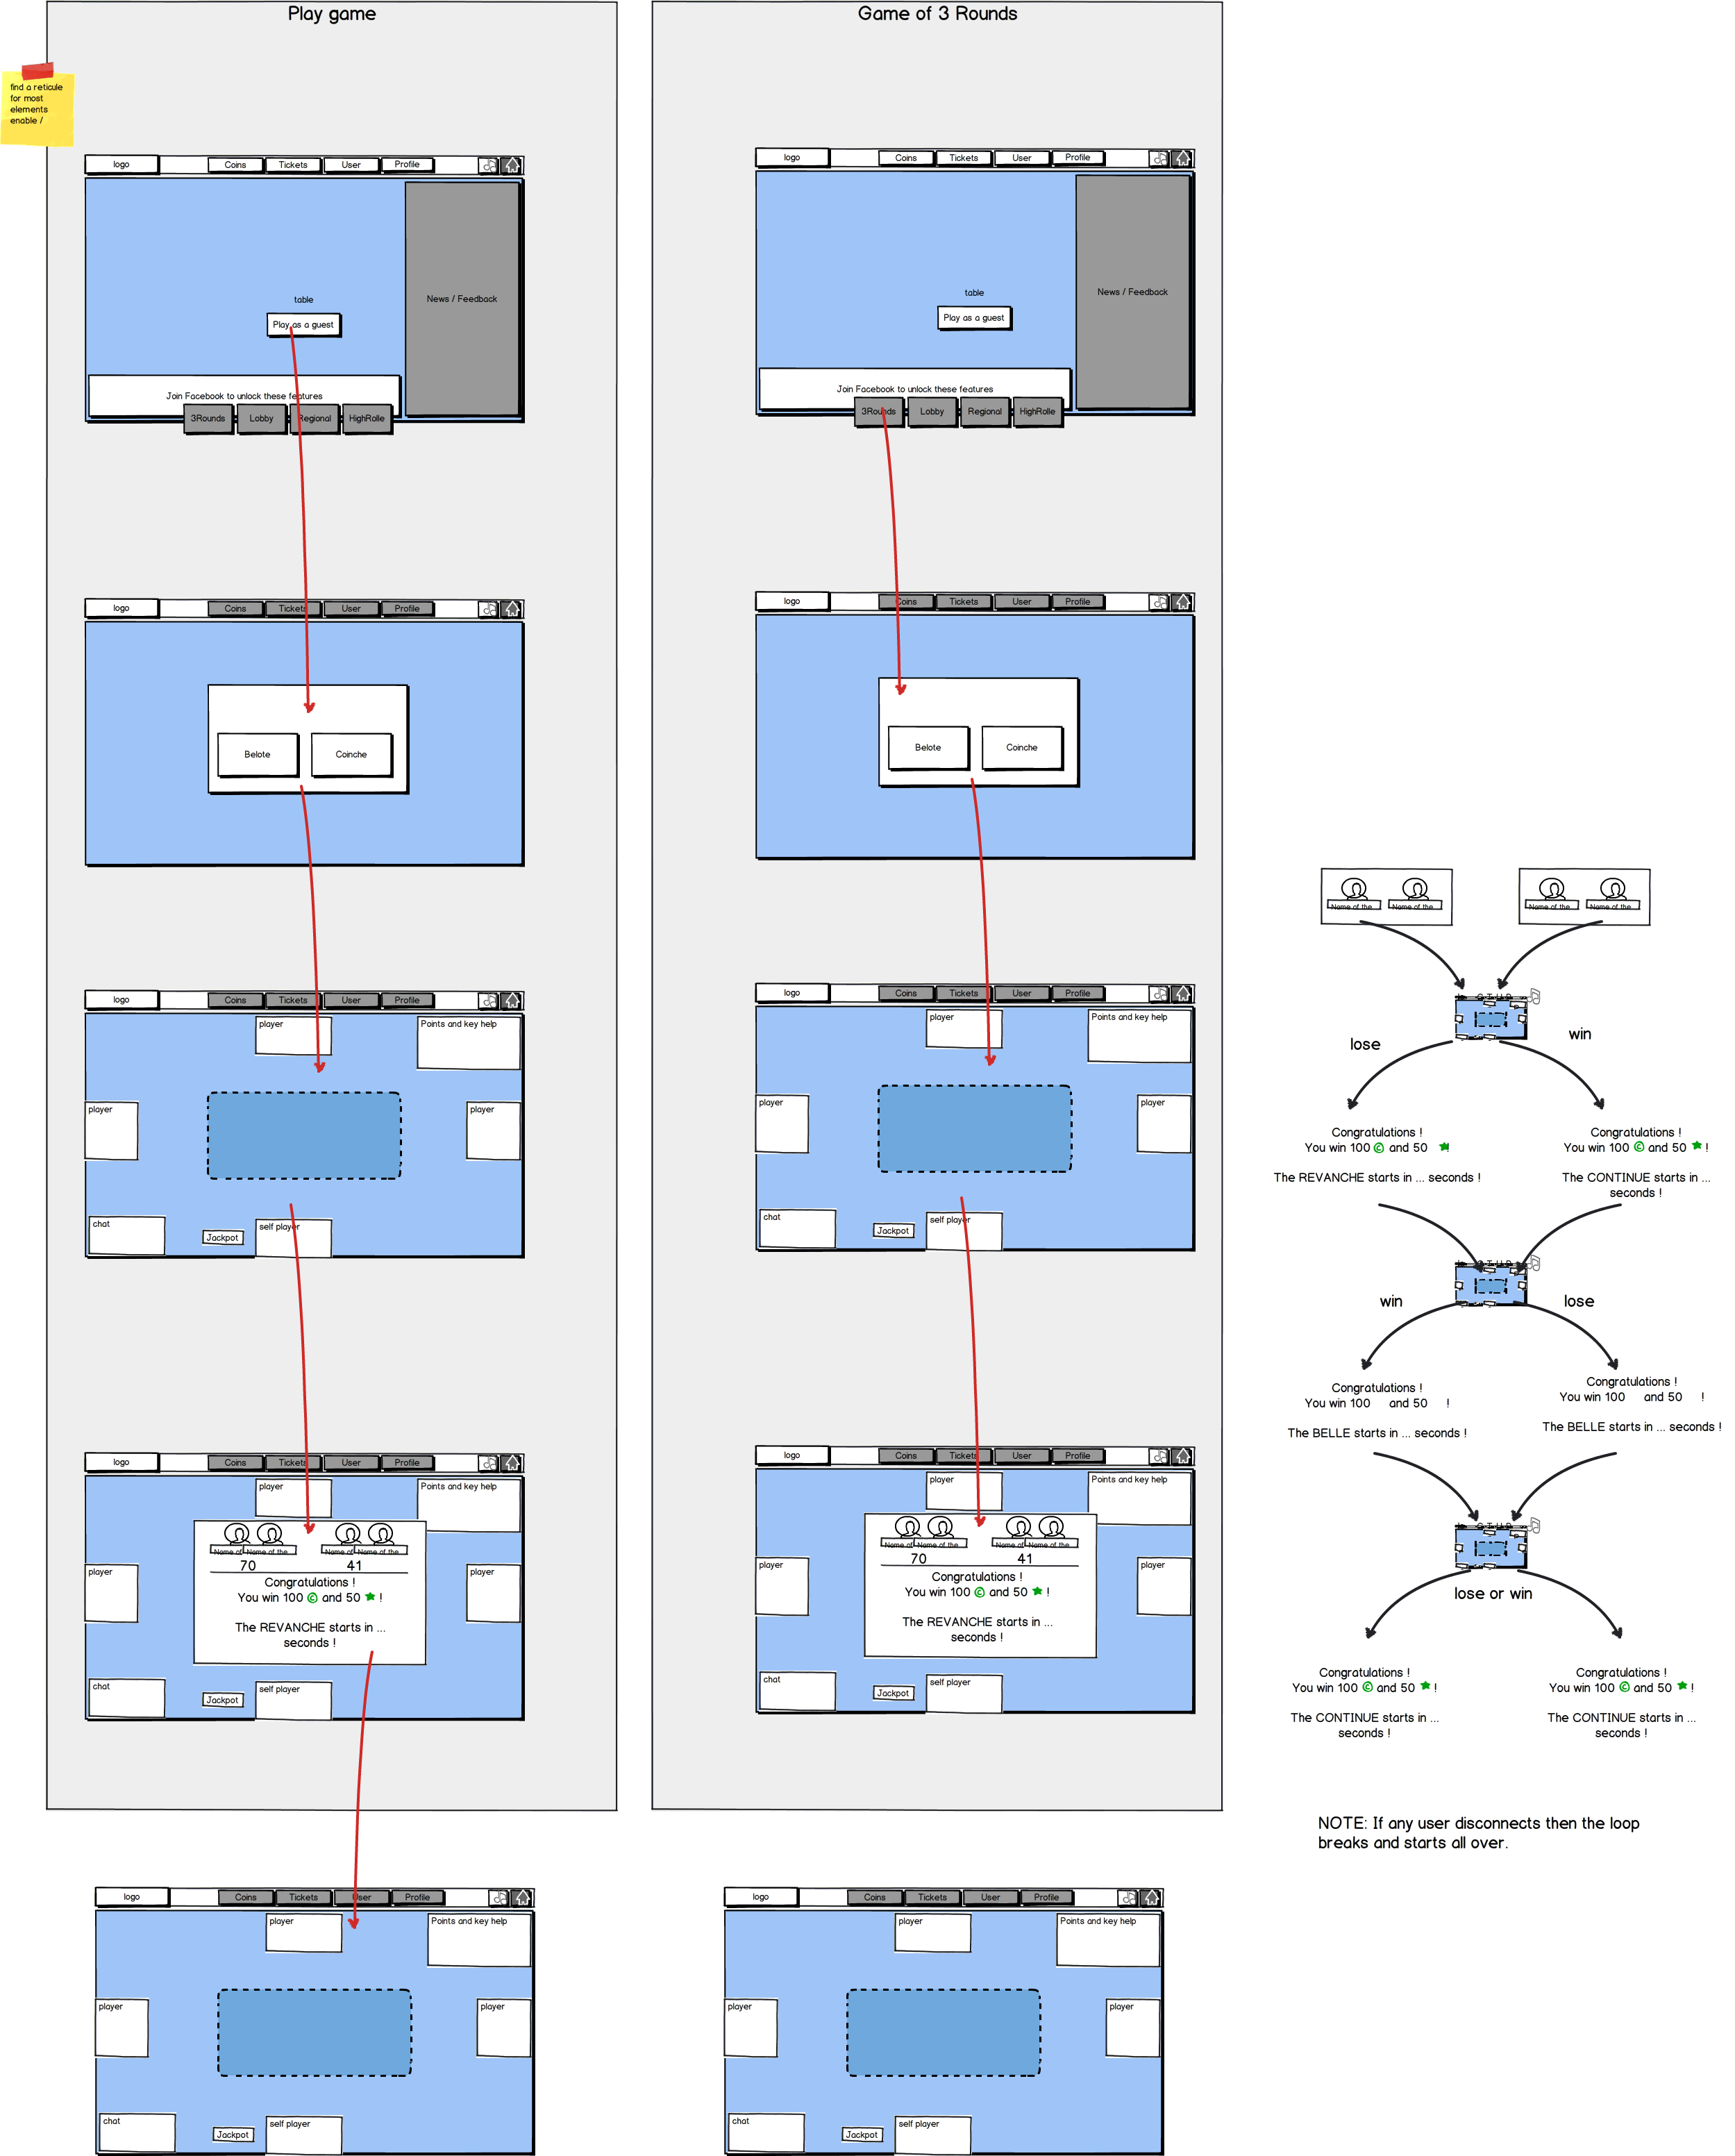 Play game
find a reticule
for most
elements
enable /
logo
Coins
Tickets
User
Profile
table
Play as a guest
News / Feedback
Join Facebook to unlock these features
3Rounds
Lobby
Regional
HighRolle
logo
Coins
Tickets
User
Profile
Belote
Coinche
logo
Coins
Tickets
User
Profile
player
Points and key help
player
player
chat
Jackpot
self player
logo
Coins
Tickets
User
Profile
player
Points and key help
Name of
Name of the
Name of
Name of the
70
41
player
player
Congratulations !
You win 100 © and 50 ★ !
The REVANCHE starts in ...
seconds !
chat
Jackpot
self player
logo
Coins
Tickets
User
Profile
player
Points and key help
player
player
chat
Jackpot
self player
Game of 3 Rounds
logo
Coins
Tickets
User
Profile
table
Play as a guest
News / Feedback
Join Facebook to unlock these features
3Rounds
Lobby
Regional
HighRolle
logo
Coins
Tickets
User
Profile
Belote
Coinche
logo
Coins
Tickets
User
Profile
player
Points and key help
player
player
chat
Jackpot
self player
logo
Coins
Tickets
User
Profile
player
Points and key help
Name of
Name of the
Name of
Name of the
70
41
player
player
Congratulations !
You win 100 © and 50 ★ !
The REVANCHE starts in ...
seconds !
chat
Jackpot
self player
logo
Coins
Tickets
User
Profile
player
Points and key help
player
player
chat
Jackpot
self player
Name of the
Name of the
Name of the
Name of the
lose
win
Congratulations !
You win 100 © and 50 ★!
The REVANCHE starts in ... seconds !
Congratulations !
You win 100 © and 50 ★ !
The CONTINUE starts in ...
seconds !
win
lose
Congratulations !
You win 100 and 50 !
The BELLE starts in ... seconds !
Congratulations !
You win 100 and 50 !
The BELLE starts in ... seconds !
lose or win
Congratulations !
You win 100 © and 50 ★ !
The CONTINUE starts in ...
seconds !
Congratulations !
You win 100 © and 50 ★ !
The CONTINUE starts in ...
seconds !
NOTE: If any user disconnects then the loop
breaks and starts all over.